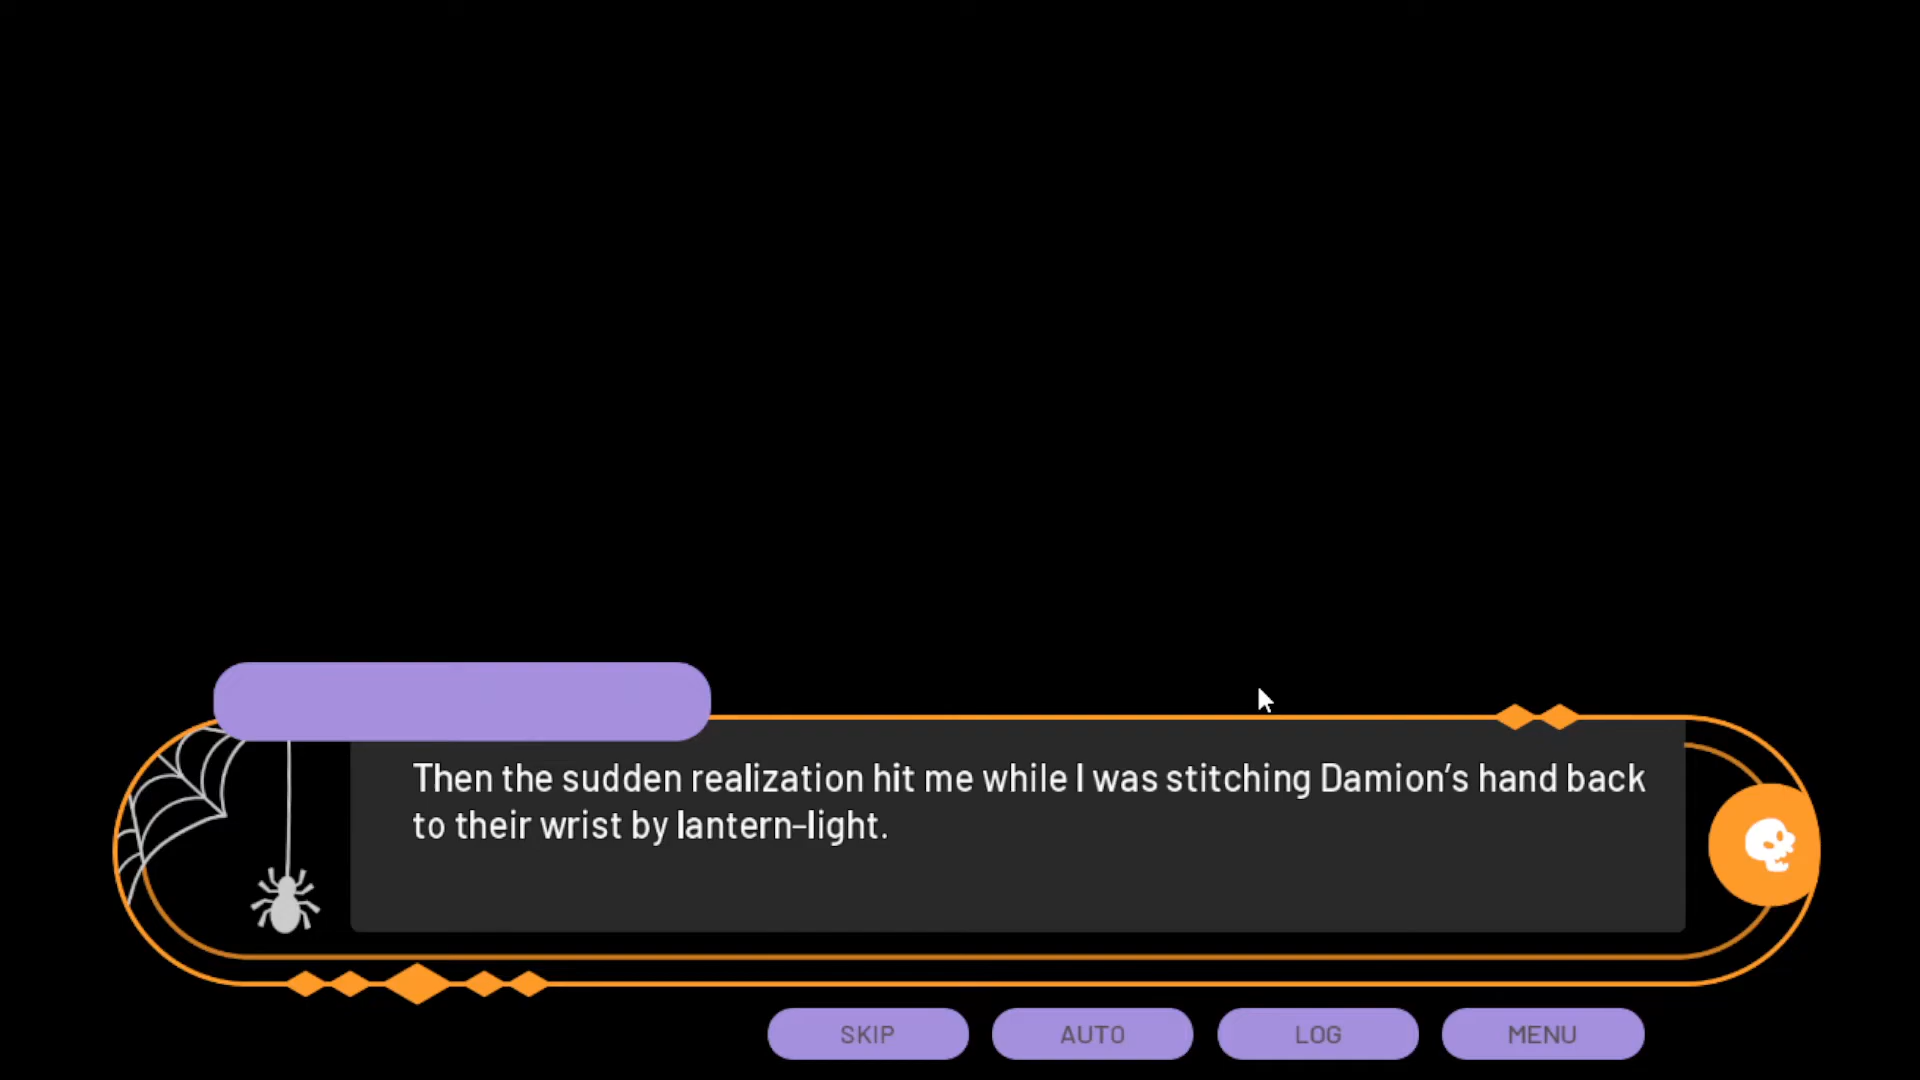 Then the sudden realization hit me while I was stitching Damion’s hand back
to their wrist by lantern-light.
SKIP
AUTO
LOG
MENU